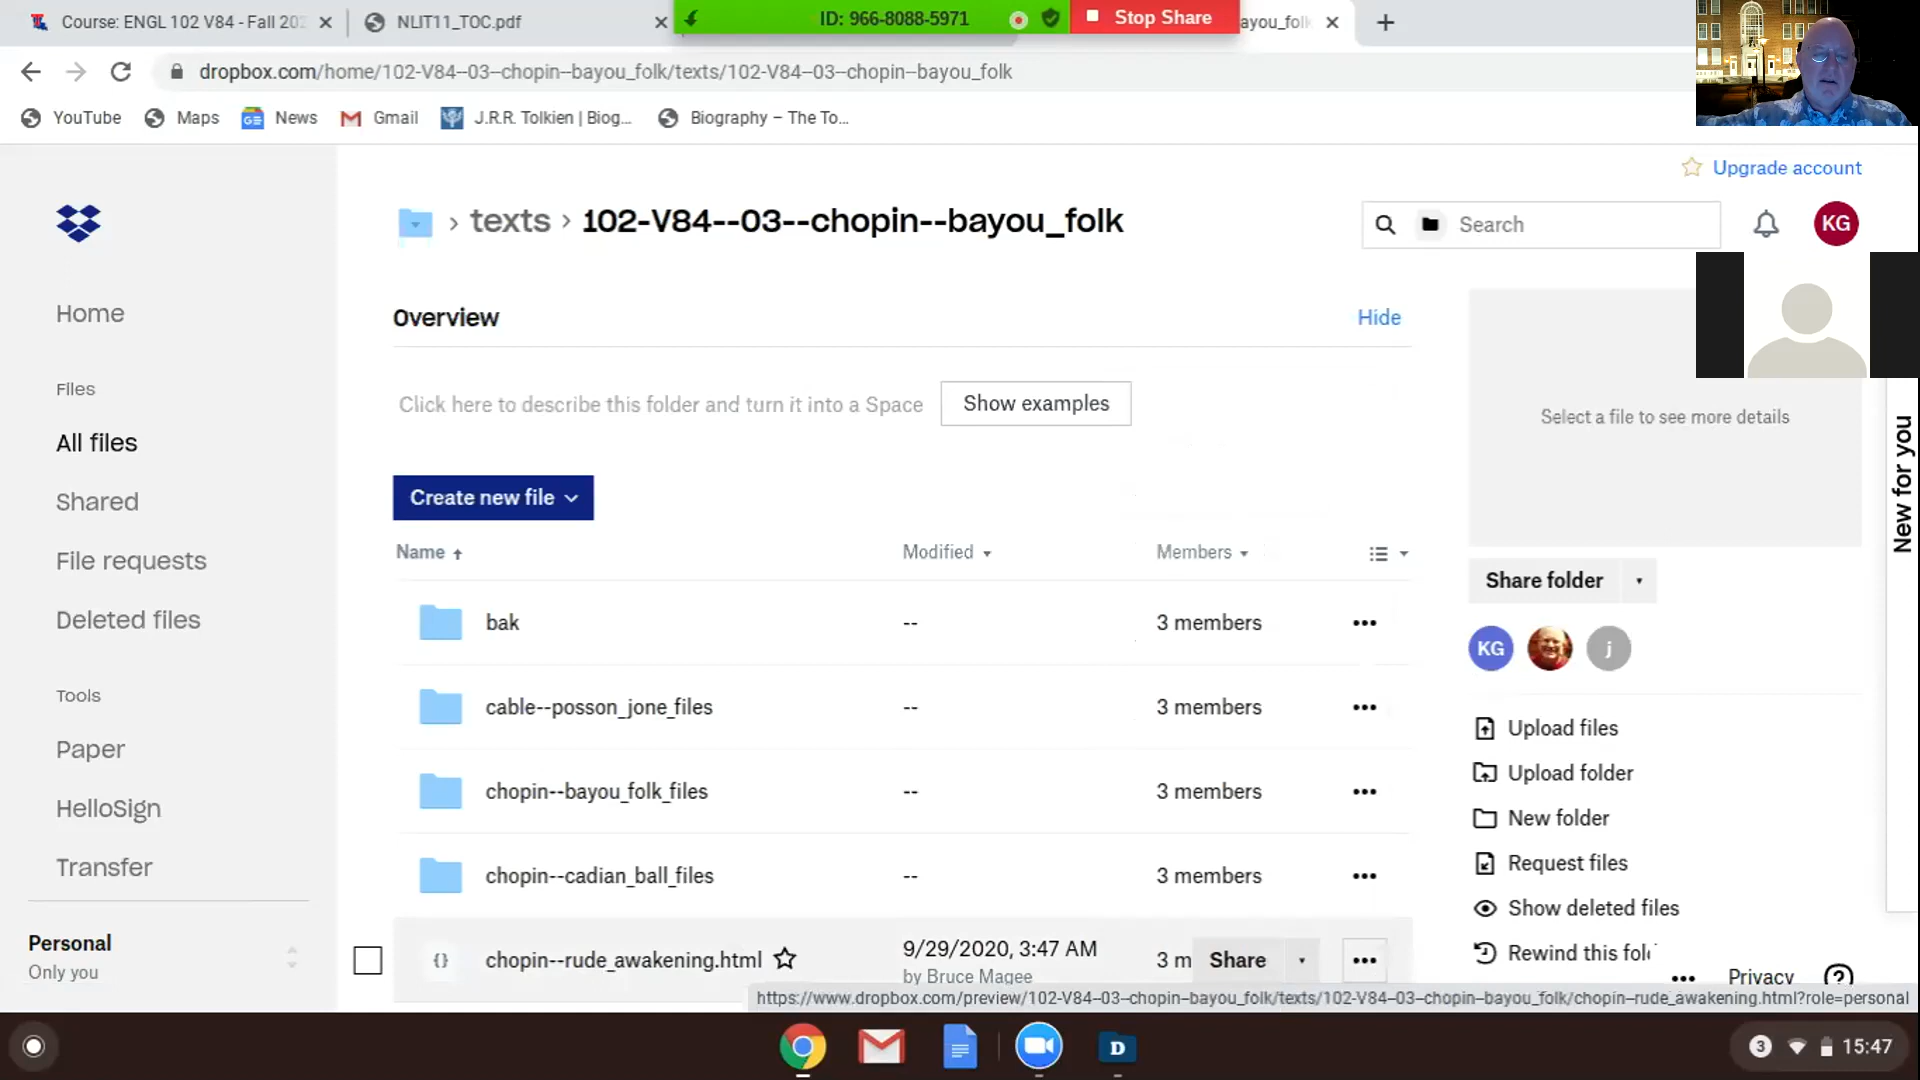 Course: ENGL 102 V84 - Fall 202
NLIT11_TOC.pdf
ID: 966-8088-5971
Stop Share
ayou_folk
dropbox.com/home/102-V84--03--chopin--bayou_folk/texts/102-V84--03--chopin--bayou_folk
YouTube
Maps
News
Gmail
J.R.R. Tolkien | Biog...
Biography – The To...
Upgrade account
texts › 102-V84--03--chopin--bayou_folk
Search
KG
Home
Overview
Hide
Files
Click here to describe this folder and turn it into a Space
Show examples
Select a file to see more details
New for you
All files
Shared
Create new file
File requests
Name
Modified
Members
Share folder
Deleted files
bak
--
3 members
KG
j
Tools
cable--posson_jone_files
--
3 members
Upload files
Paper
Upload folder
chopin--bayou_folk_files
--
3 members
HelloSign
New folder
Transfer
chopin--cadian_ball_files
--
3 members
Request files
Show deleted files
Personal
Only you
{}
chopin--rude_awakening.html
9/29/2020, 3:47 AM
by Bruce Magee
3 m
Share
Rewind this fol
Privacy
?
https://www.dropbox.com/preview/102-V84--03--chopin--bayou_folk/texts/102-V84--03--chopin--bayou_folk/chopin--rude_awakening.html?role=personal
D
3
15:47